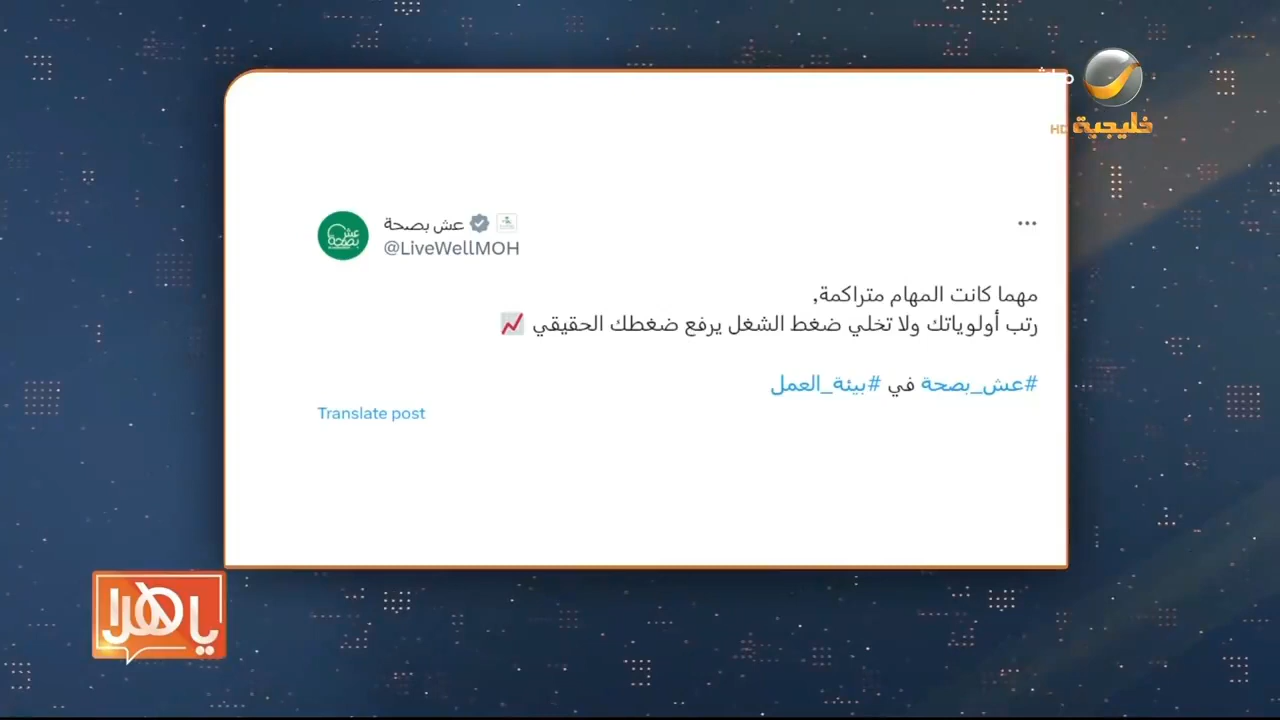 مباشر
خليجية
HD
عش بصحة
@LiveWellMOH
مهما كانت المهام متراكمة,
رتب أولوياتك ولا تخلي ضغط الشغل يرفع ضغطك الحقيقي
#عش_بصحة في #بيئة_العمل
Translate post
ياهلا